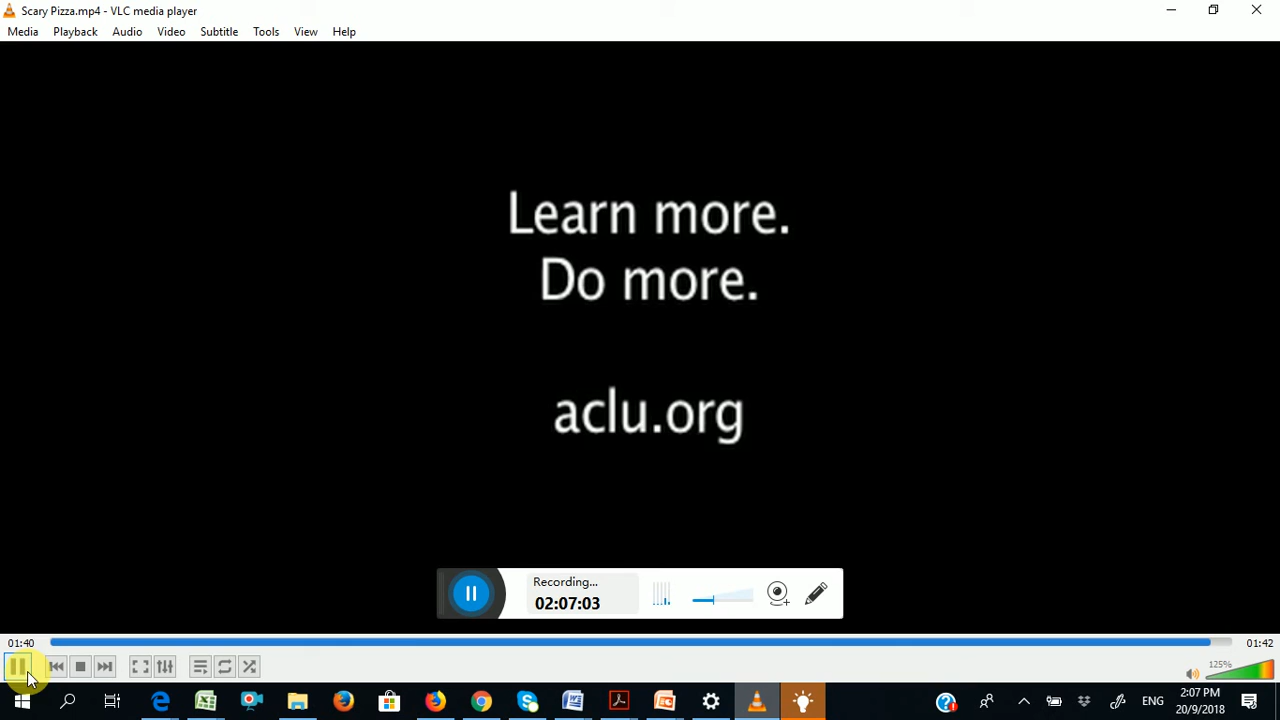 Scary Pizza.mp4 - VLC media player
Media Playback Audio Video Subtitle Tools View Help
Learn more.
Do more.
aclu.org
Recording...
02:07:03
01:40
01:42
125%
ENG
2:07 PM
20/9/2018